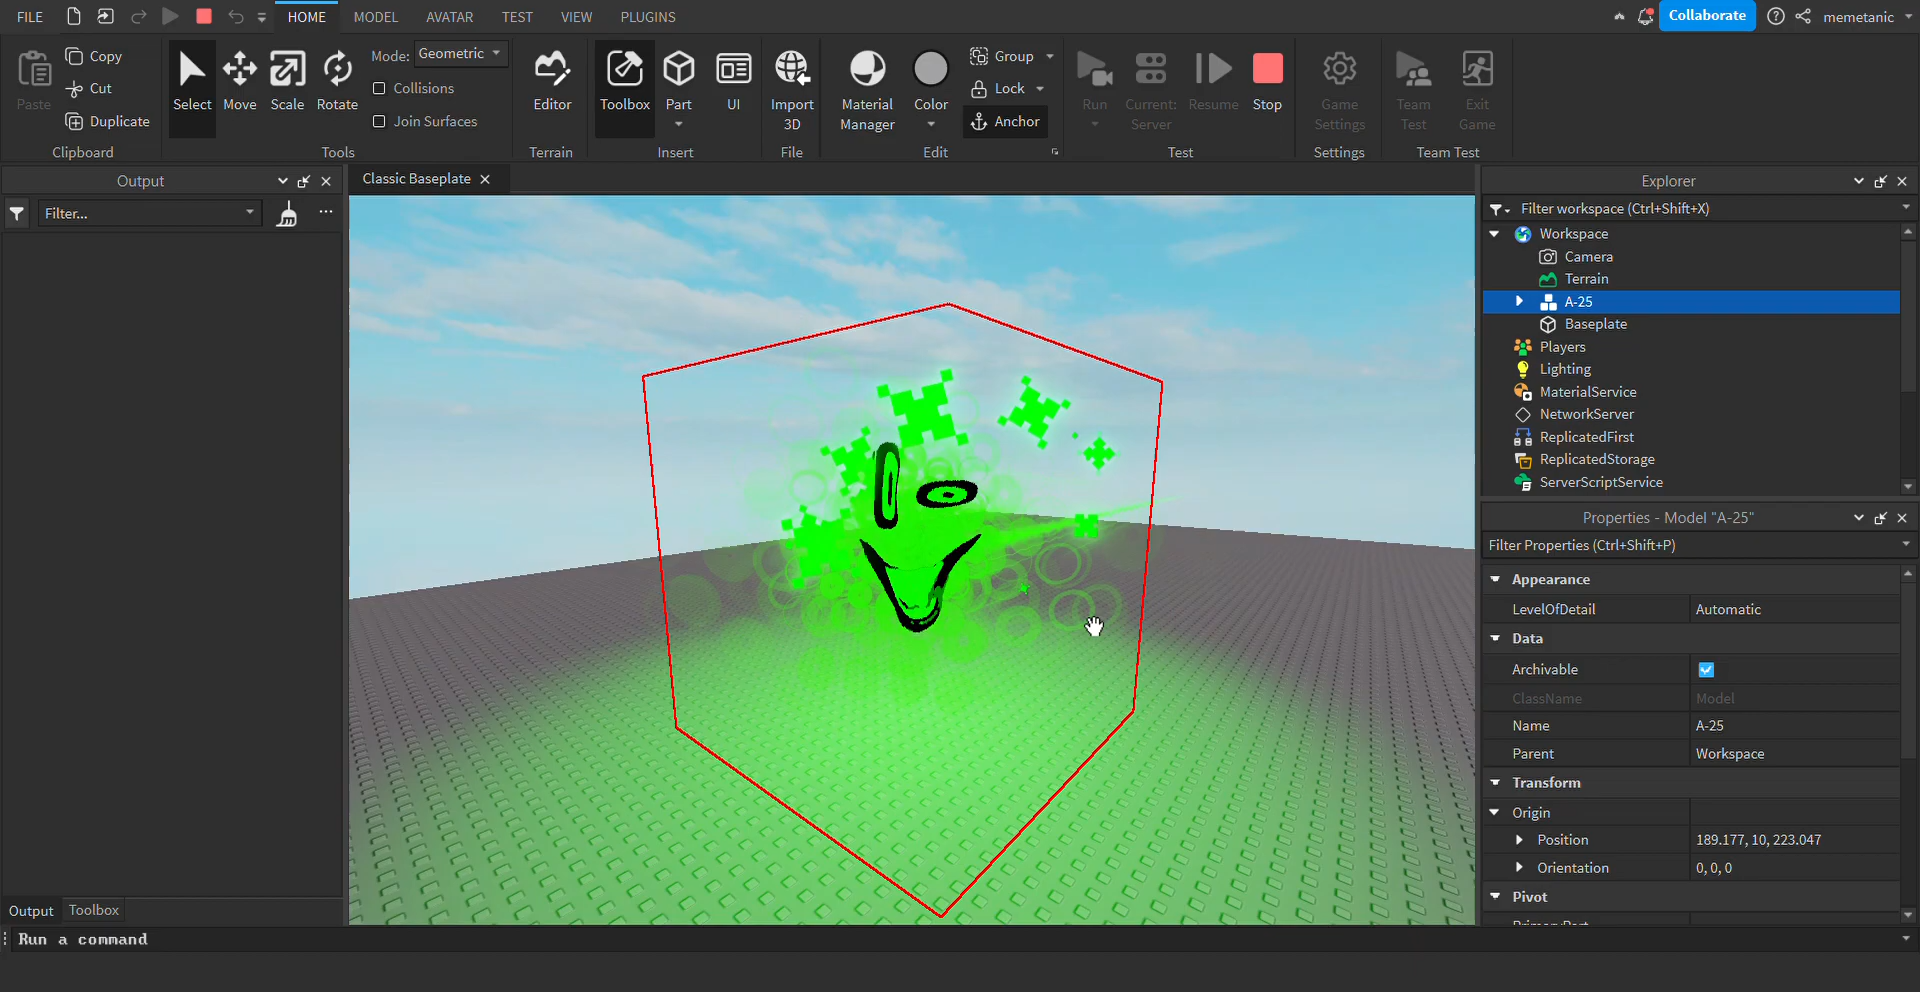 FILE HOME MODEL AVATAR TEST VIEW PLUGINS Collaborate memetanic
Copy Mode: Geometric Group
Cut Collisions Lock
Paste Select Move Scale Rotate Editor Toolbox Part UI Import 3D Material Manager Color Run Current: Server Resume Stop Game Settings Team Test Exit Game
Duplicate Join Surfaces Anchor
Clipboard Tools Terrain Insert File Edit Test Settings Team Test
Output
Filter...
Classic Baseplate
Explorer
Filter workspace (Ctrl+Shift+X)
Workspace
Camera
Terrain
A-25
Baseplate
Players
Lighting
MaterialService
NetworkServer
ReplicatedFirst
ReplicatedStorage
ServerScriptService
Properties - Model "A-25"
Filter Properties (Ctrl+Shift+P)
Appearance
LevelOfDetail Automatic
Data
Archivable
ClassName Model
Name A-25
Parent Workspace
Transform
Origin
Position 189.177, 10, 223.047
Orientation 0, 0, 0
Pivot
PrimaryPart
Output Toolbox
Run a command